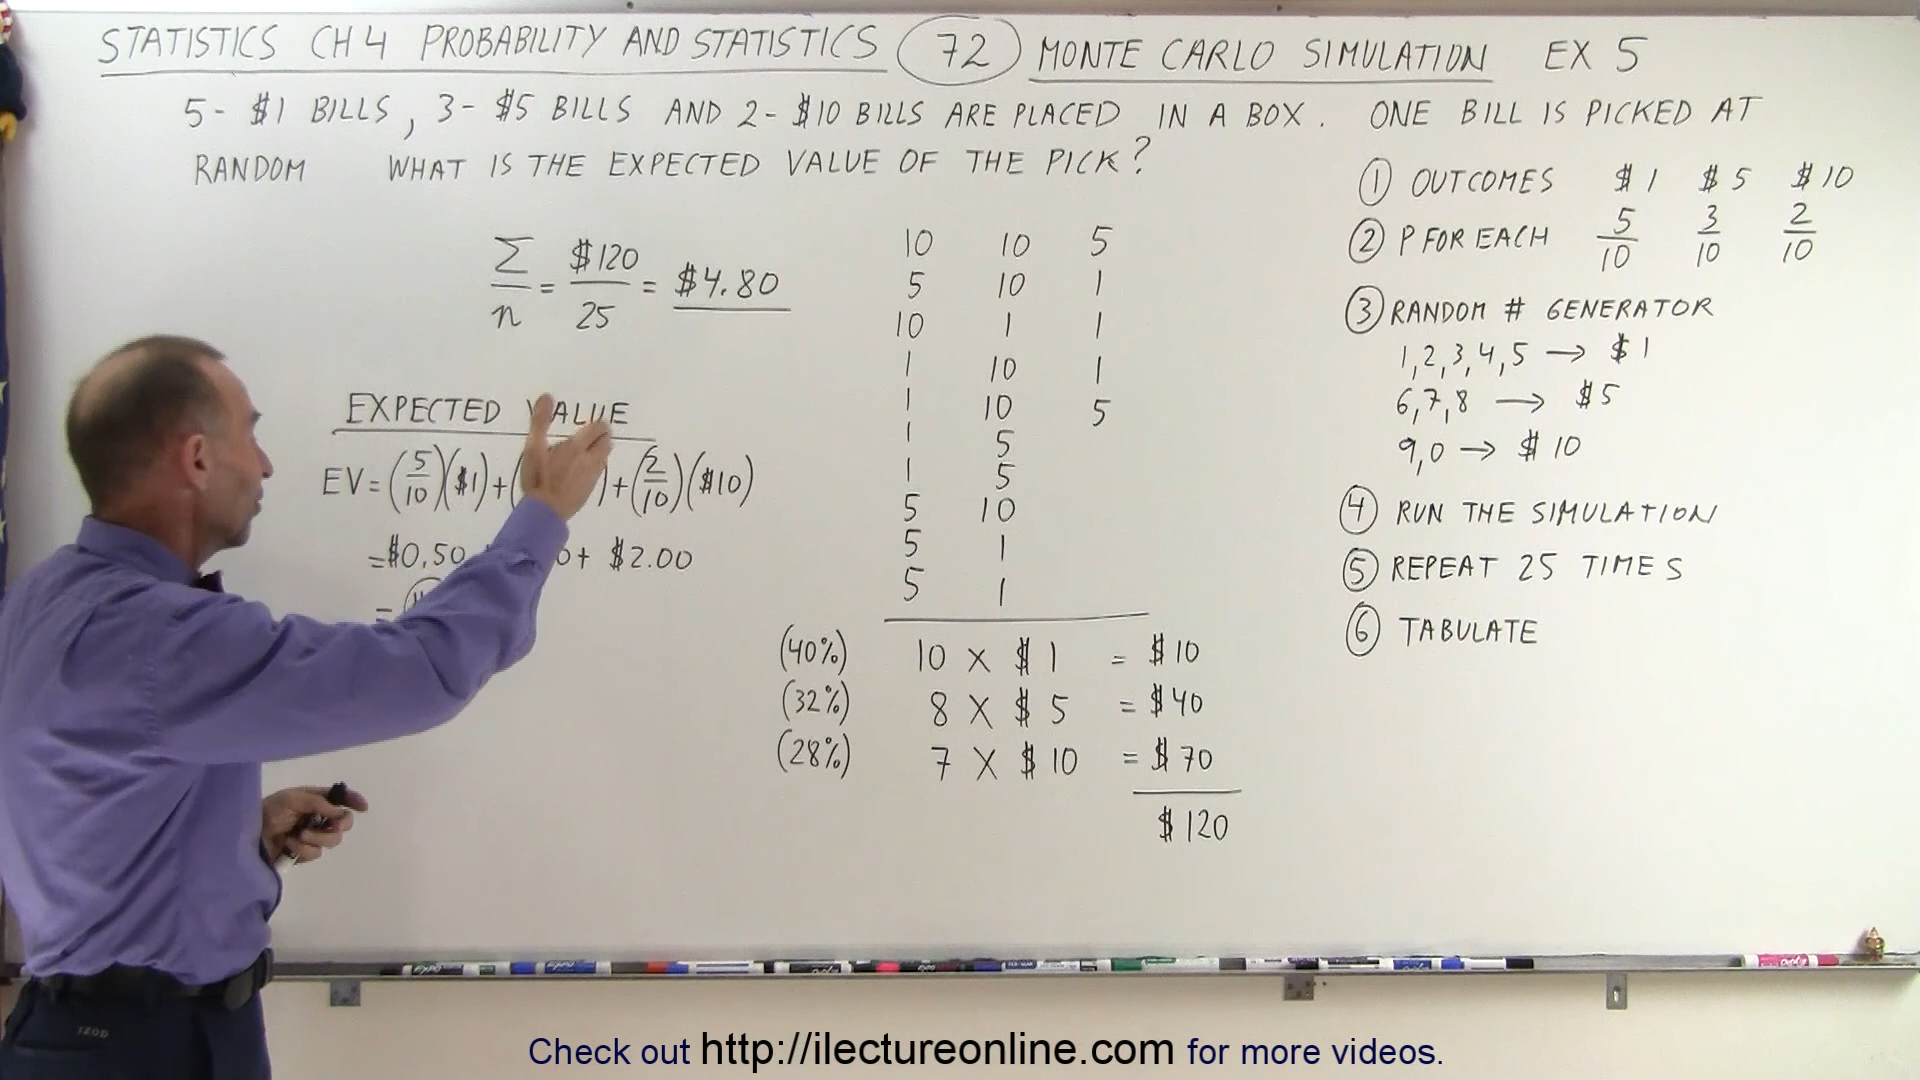 STATISTICS CH 4 PROBABILITY AND STATISTICS 72 MONTE CARLO SIMULATION EX 5
5 - $1 BILLS, 3 - $5 BILLS AND 2 - $10 BILLS ARE PLACED IN A BOX. ONE BILL IS PICKED AT
RANDOM WHAT IS THE EXPECTED VALUE OF THE PICK?
Σ/n = $120/25 = $4.80
EXPECTED VALUE
EV = (5/10)($1) + ( ) + (2/10)($10)
= $0.50 + $2.00
=
10 10 5
5 10 1
10 1 1
1 10 1
1 10 5
1 5
1 5
5 10
5 1
5 1
(40%) 10 X $1 = $10
(32%) 8 X $5 = $40
(28%) 7 X $10 = $70
$120
① OUTCOMES $1 $5 $10
② P FOR EACH 5/10 3/10 2/10
③ RANDOM # GENERATOR
1,2,3,4,5 → $1
6,7,8 → $5
9,0 → $10
④ RUN THE SIMULATION
⑤ REPEAT 25 TIMES
⑥ TABULATE
IZOD
Check out http://ilectureonline.com for more videos.